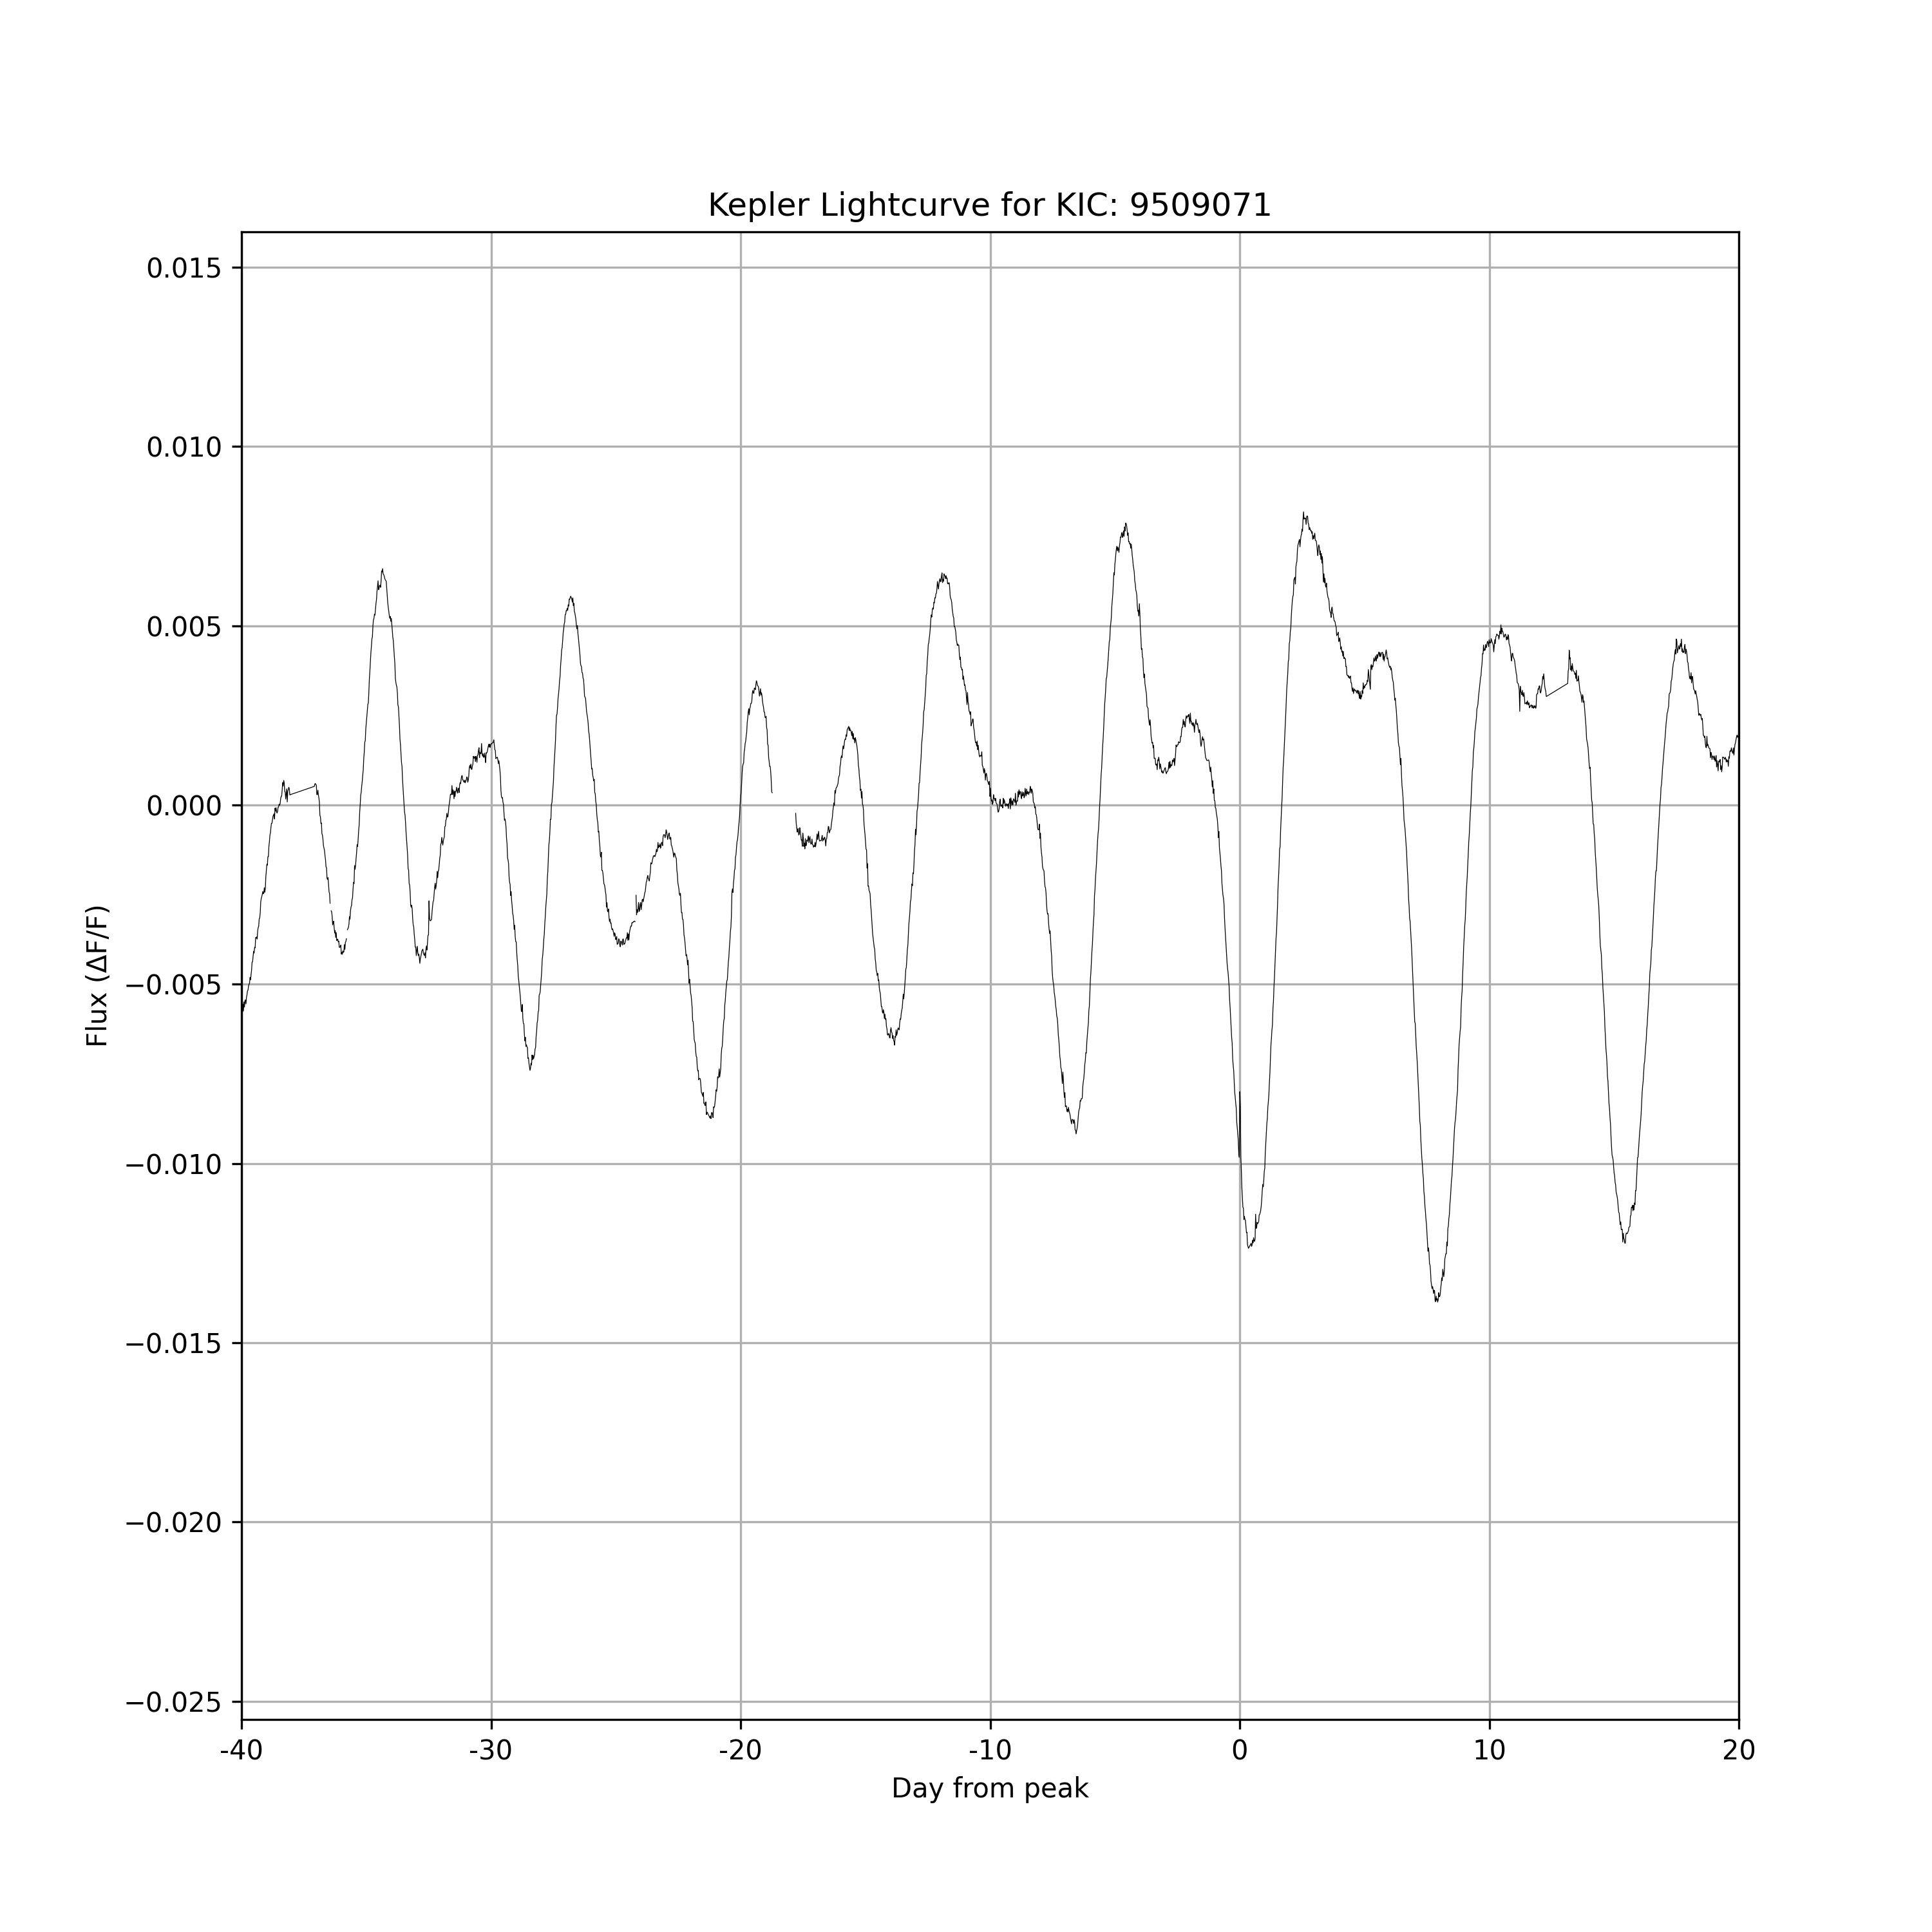 Kepler Lightcurve for KIC: 9509071
0.015
0.010
0.005
0.000
−0.005
−0.010
−0.015
−0.020
−0.025
Flux (ΔF/F)
-40 -30 -20 -10 0 10 20
Day from peak